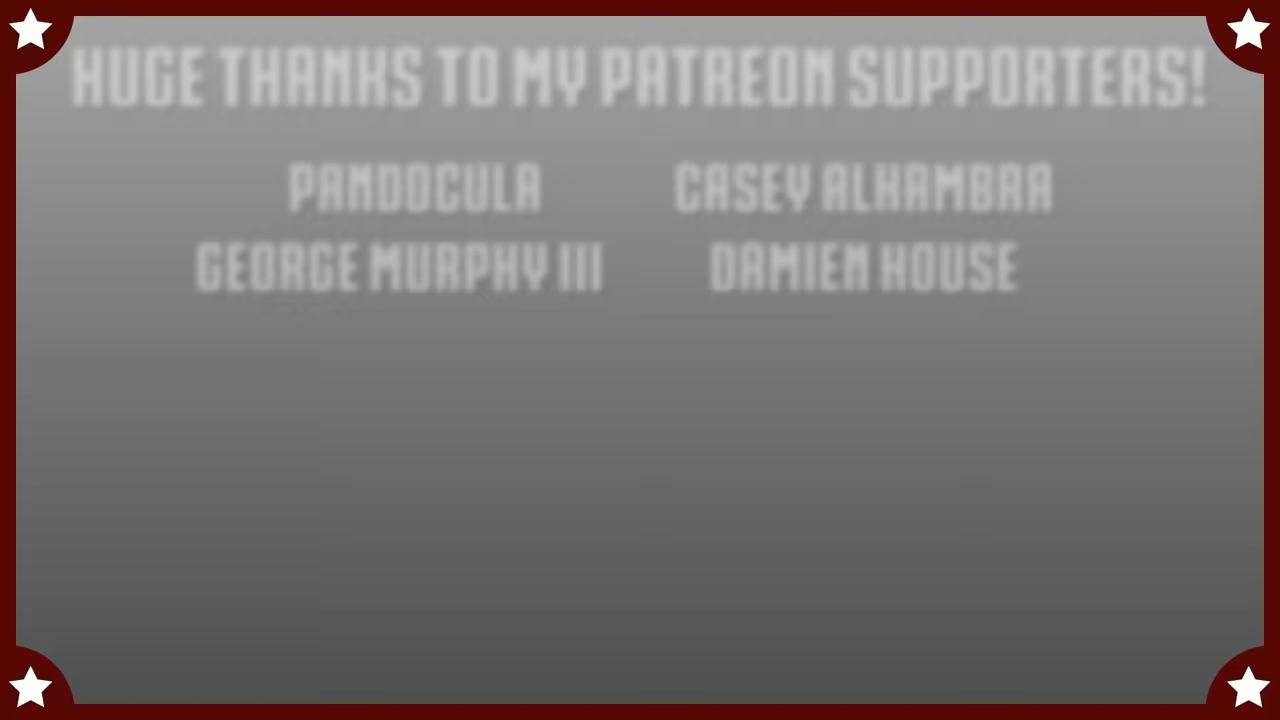 HUGE THANKS TO MY PATREON SUPPORTERS!
PANDOCULA CASEY ALHAMBRA
GEORGE MURPHY III DAMIEN HOUSE